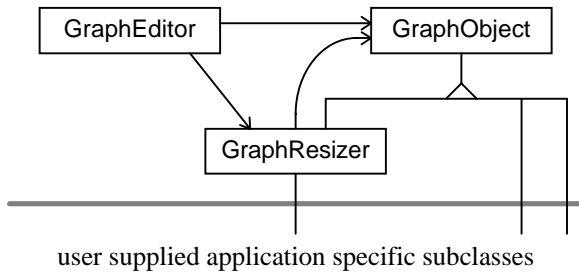 GraphEditor
GraphObject
GraphResizer
user supplied application specific subclasses